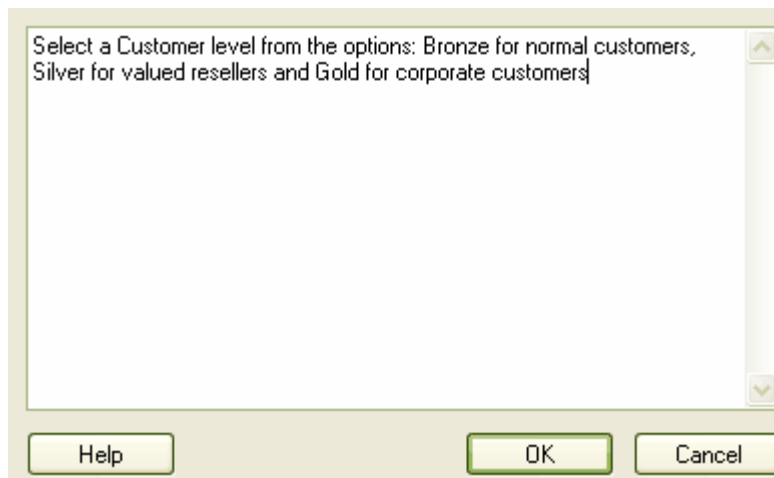 Select a Customer level from the options: Bronze for normal customers,
Silver for valued resellers and Gold for corporate customers
Help OK Cancel